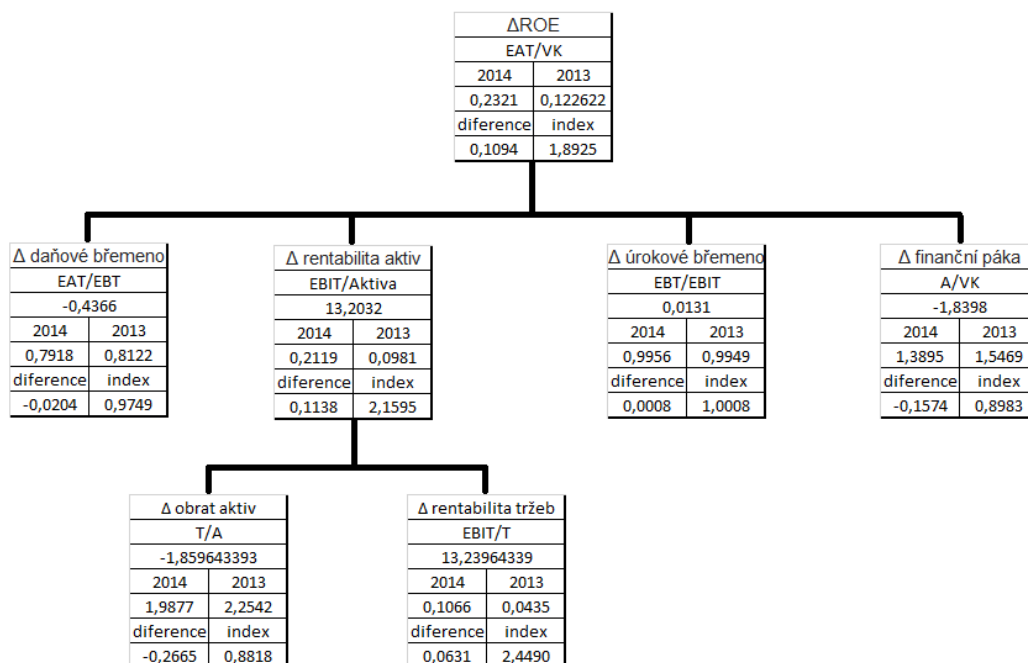 ΔROE
EAT/VK
2014 2013
0,2321 0,122622
diference index
0,1094 1,8925
Δ daňové břemeno
EAT/EBT
-0,4366
2014 2013
0,7918 0,8122
diference index
-0,0204 0,9749
Δ rentabilita aktiv
EBIT/Aktiva
13,2032
2014 2013
0,2119 0,0981
diference index
0,1138 2,1595
Δ úrokové břemeno
EBT/EBIT
0,0131
2014 2013
0,9956 0,9949
diference index
0,0008 1,0008
Δ finanční páka
A/VK
-1,8398
2014 2013
1,3895 1,5469
diference index
-0,1574 0,8983
Δ obrat aktiv
T/A
-1,859643393
2014 2013
1,9877 2,2542
diference index
-0,2665 0,8818
Δ rentabilita tržeb
EBIT/T
13,23964339
2014 2013
0,1066 0,0435
diference index
0,0631 2,4490